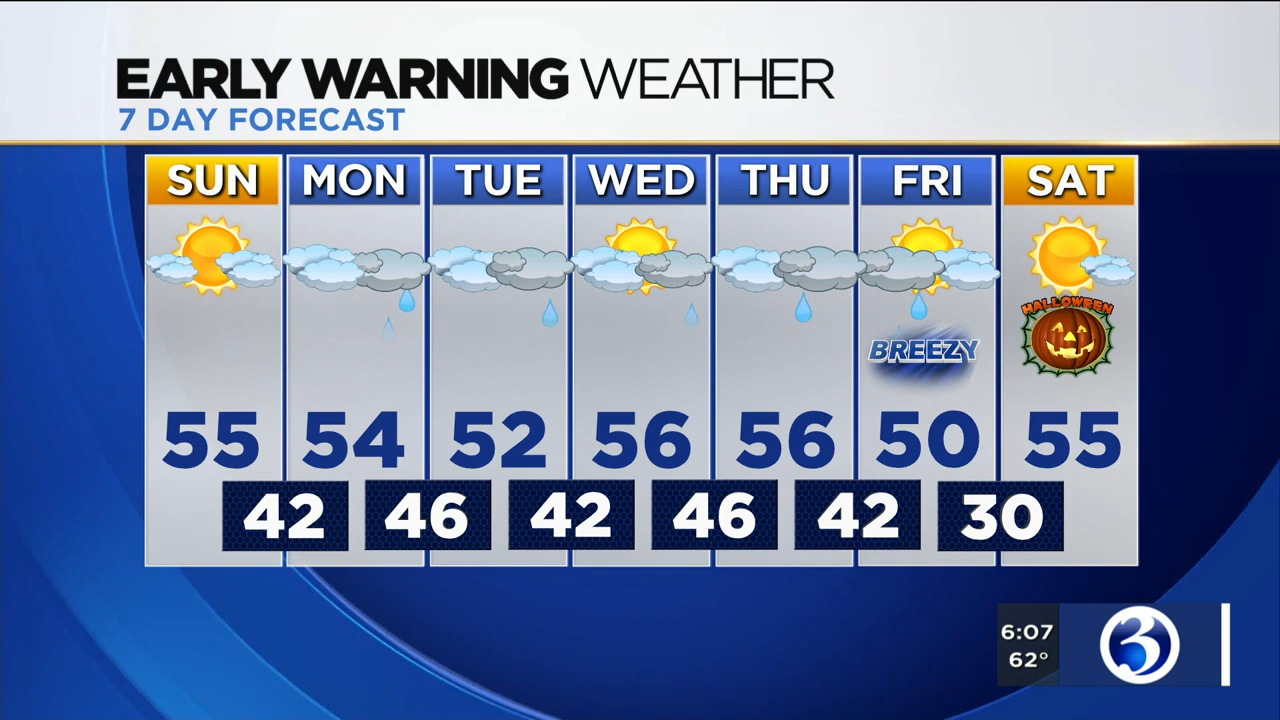 EARLY WARNING WEATHER
7 DAY FORECAST
SUN MON TUE WED THU FRI SAT
HALLOWEEN
BREEZY
55 54 52 56 56 50 55
42 46 42 46 42 30
6:07
62°
3